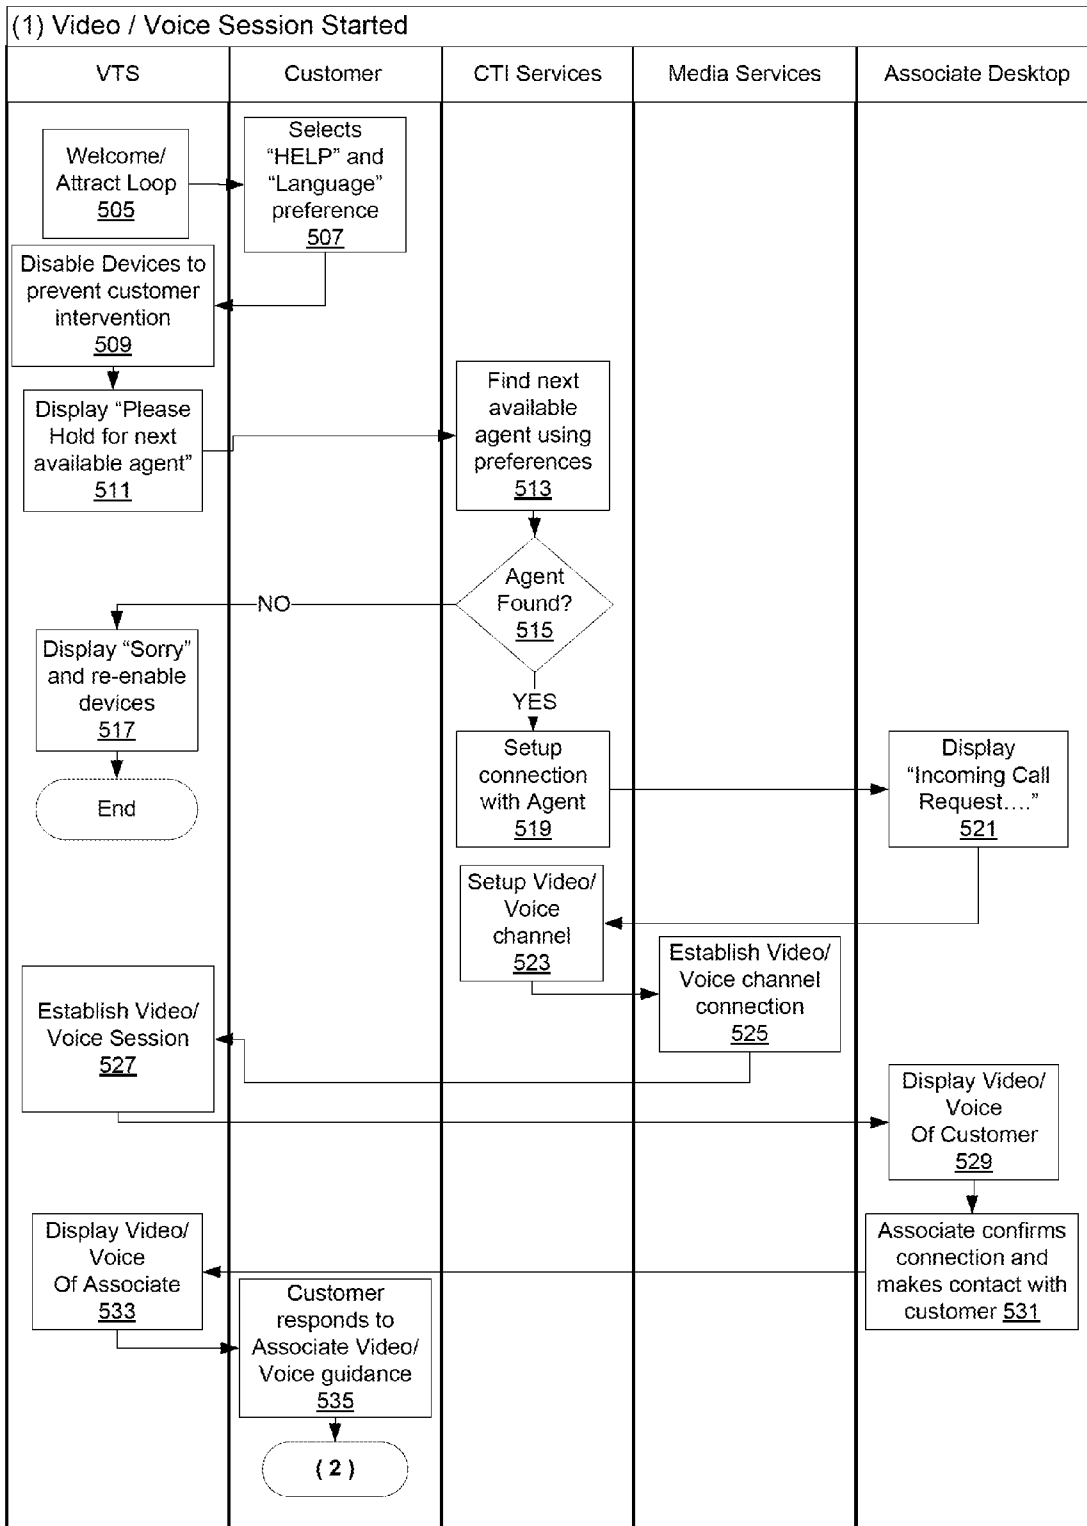 (1) Video / Voice Session Started
VTS
Customer
CTI Services
Media Services
Associate Desktop
Welcome/
Attract Loop
505
Selects
“HELP” and
“Language”
preference
507
Disable Devices to
prevent customer
intervention
509
Display “Please
Hold for next
available agent”
511
Find next
available
agent using
preferences
513
Agent
Found?
515
NO
YES
Display “Sorry”
and re-enable
devices
517
End
Setup
connection
with Agent
519
Display
“Incoming Call
Request....”
521
Setup Video/
Voice
channel
523
Establish Video/
Voice channel
connection
525
Establish Video/
Voice Session
527
Display Video/
Voice
Of Customer
529
Associate confirms
connection and
makes contact with
customer 531
Display Video/
Voice
Of Associate
533
Customer
responds to
Associate Video/
Voice guidance
535
( 2 )